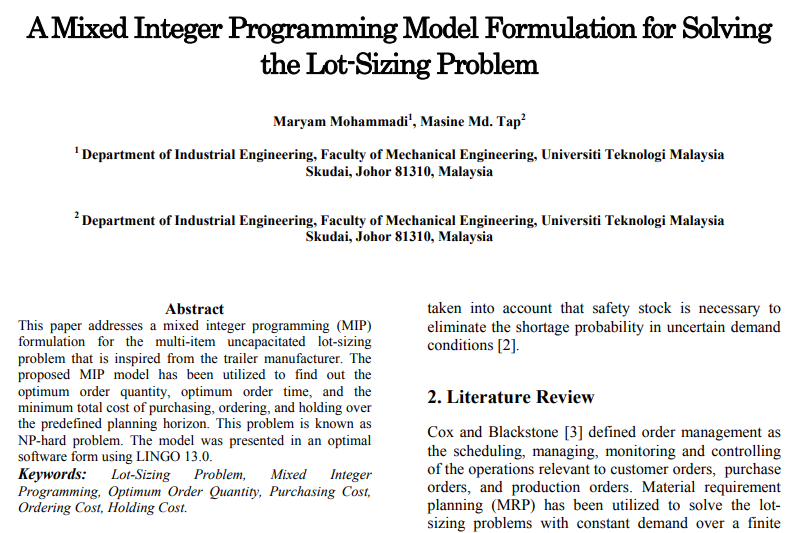 A Mixed Integer Programming Model Formulation for Solving
the Lot-Sizing Problem
Maryam Mohammadi1, Masine Md. Tap2
1 Department of Industrial Engineering, Faculty of Mechanical Engineering, Universiti Teknologi Malaysia
Skudai, Johor 81310, Malaysia
2 Department of Industrial Engineering, Faculty of Mechanical Engineering, Universiti Teknologi Malaysia
Skudai, Johor 81310, Malaysia
Abstract
This paper addresses a mixed integer programming (MIP)
formulation for the multi-item uncapacitated lot-sizing
problem that is inspired from the trailer manufacturer. The
proposed MIP model has been utilized to find out the
optimum order quantity, optimum order time, and the
minimum total cost of purchasing, ordering, and holding over
the predefined planning horizon. This problem is known as
NP-hard problem. The model was presented in an optimal
software form using LINGO 13.0.
Keywords: Lot-Sizing Problem, Mixed Integer
Programming, Optimum Order Quantity, Purchasing Cost,
Ordering Cost, Holding Cost.
taken into account that safety stock is necessary to
eliminate the shortage probability in uncertain demand
conditions [2].
2. Literature Review
Cox and Blackstone [3] defined order management as
the scheduling, managing, monitoring and controlling
of the operations relevant to customer orders, purchase
orders, and production orders. Material requirement
planning (MRP) has been utilized to solve the lot-
sizing problems with constant demand over a finite